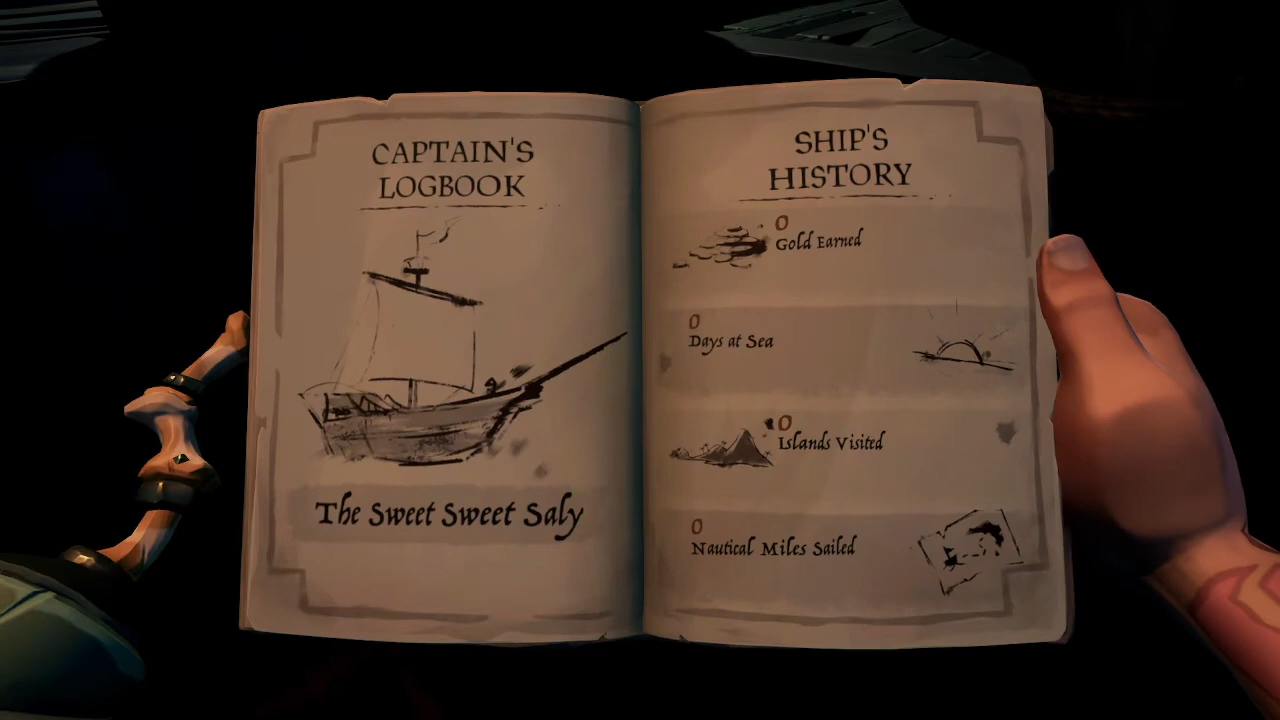 CAPTAIN'S
LOGBOOK
The Sweet Sweet Saly
SHIP'S
HISTORY
0
Gold Earned
0
Days at Sea
0
Islands Visited
0
Nautical Miles Sailed